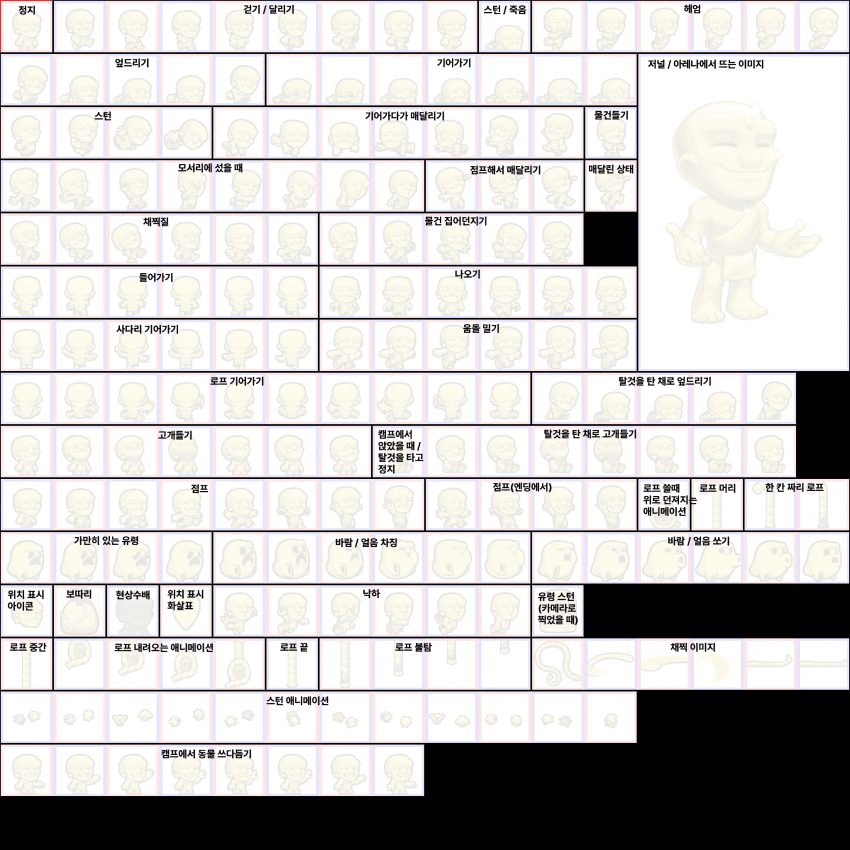 정지
걷기 / 달리기
스턴 / 죽음
헤엄
엎드리기
기어가기
저널 / 아레나에서 뜨는 이미지
스턴
기어가다가 매달리기
물건들기
모서리에 섰을 때
점프해서 매달리기
매달린 상태
채찍질
물건 집어던지기
들어가기
나오기
사다리 기어가기
움돌 밀기
로프 기어가기
탈것을 탄 채로 엎드리기
고개들기
캠프에서
앉았을 때 /
탈것을 타고
정지
탈것을 탄 채로 고개들기
점프
점프(엔딩에서)
로프 쓸때
위로 던져지는
애니메이션
로프 머리
한 칸 짜리 로프
가만히 있는 유령
바람 / 얼음 차징
바람 / 얼음 쏘기
위치 표시
아이콘
보따리
현상수배
위치 표시
화살표
낙하
유령 스턴
(카메라로
찍었을 때)
로프 중간
로프 내려오는 애니메이션
로프 끝
로프 불탐
채찍 이미지
스턴 애니메이션
캠프에서 동물 쓰다듬기